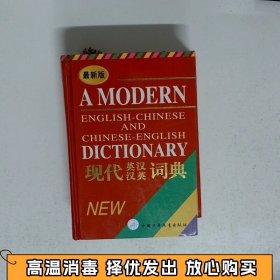 最新版
A MODERN
ENGLISH-CHINESE
AND
CHINESE-ENGLISH
DICTIONARY
现代英汉汉英词典
NEW
高温消毒 择优发出 放心购买